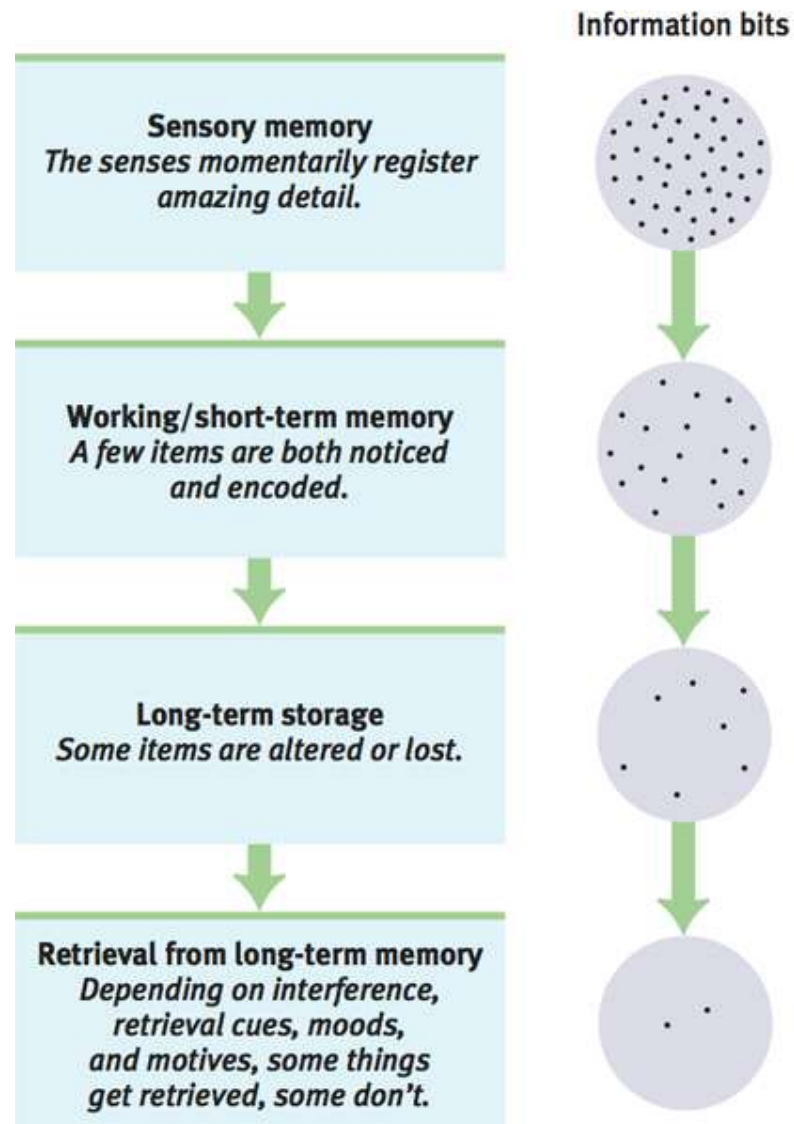 Information bits
Sensory memory
The senses momentarily register
amazing detail.
Working/short-term memory
A few items are both noticed
and encoded.
Long-term storage
Some items are altered or lost.
Retrieval from long-term memory
Depending on interference,
retrieval cues, moods,
and motives, some things
get retrieved, some don’t.